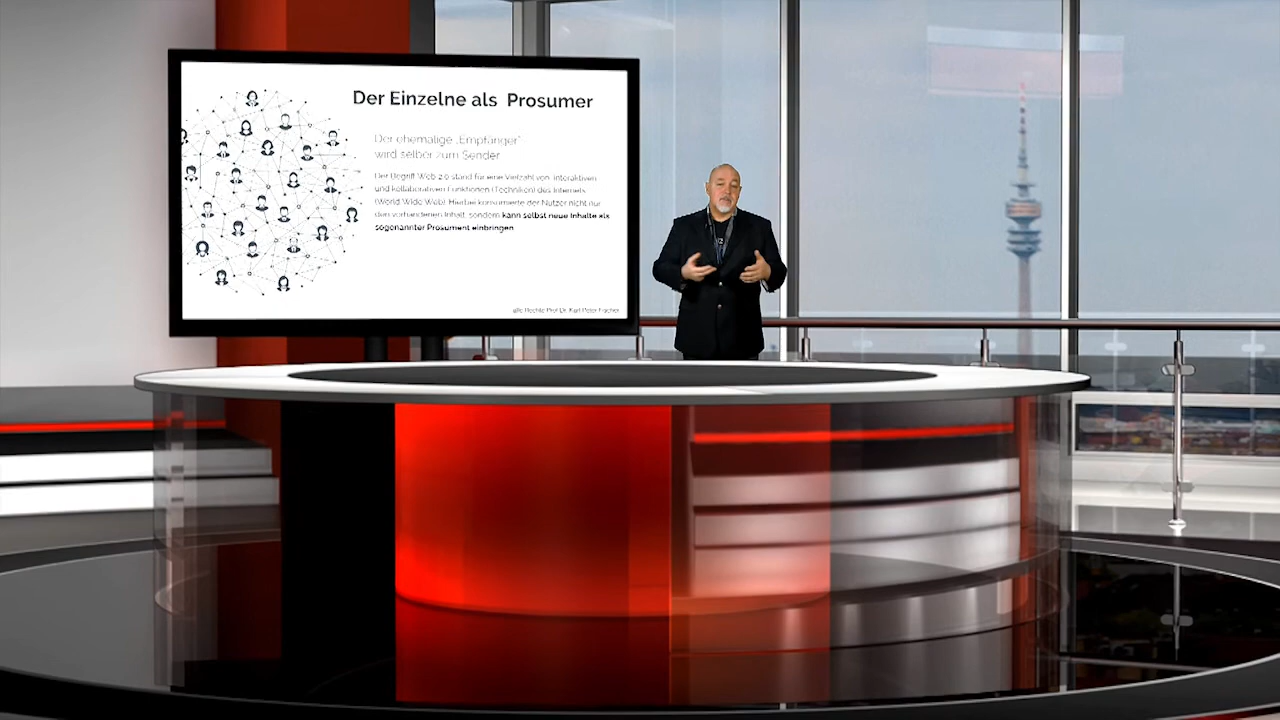 Der Einzelne als Prosumer
Der ehemalige „Empfänger"
wird selber zum Sender
Der Begriff Web 2.0 stand für eine Vielzahl von interaktiven
und kollaborativen Funktionen (Techniken) des Internets
(World Wide Web). Hierbei konsumierte der Nutzer nicht nur
den vorhandenen Inhalt, sondern kann selbst neue Inhalte als
sogenannter Prosument einbringen
alle Rechte Prof. Dr. Karl Peter Fischer